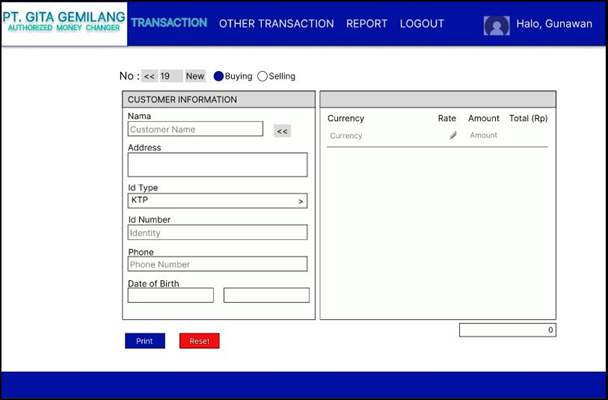 PT. GITA GEMILANG
AUTHORIZED MONEY CHANGER
TRANSACTION OTHER TRANSACTION REPORT LOGOUT Halo, Gunawan
No : << 19 New Buying Selling
CUSTOMER INFORMATION
Nama
Customer Name <<
Address
Id Type
KTP >
Id Number
Identity
Phone
Phone Number
Date of Birth
Currency Rate Amount Total (Rp)
Currency Amount
0
Print Reset